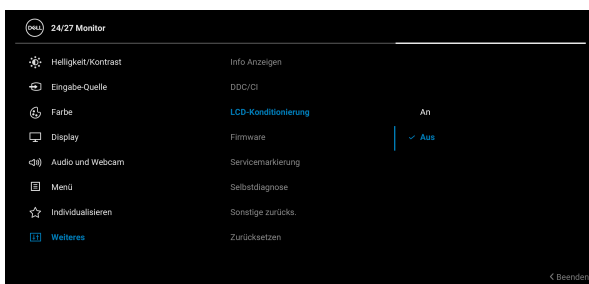 DELL 24/27 Monitor
Helligkeit/Kontrast Info Anzeigen
Eingabe-Quelle DDC/CI
Farbe LCD-Konditionierung An
Display Firmware Aus
Audio und Webcam Servicemarkierung
Menü Selbstdiagnose
Individualisieren Sonstige zurücks.
Weiteres Zurücksetzen
Beenden